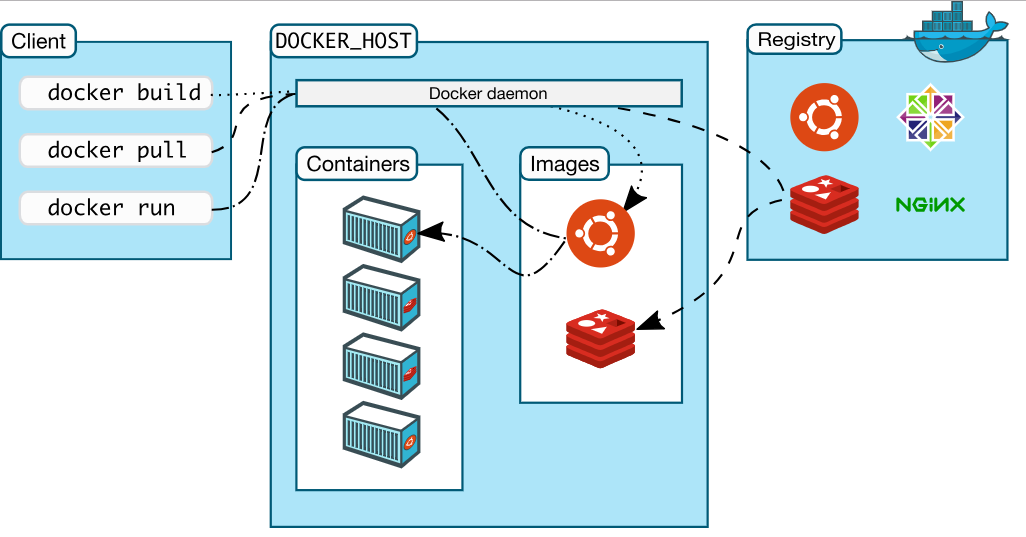 Client
docker build
docker pull
docker run
DOCKER_HOST
Docker daemon
Containers
Images
Registry
NGiNX